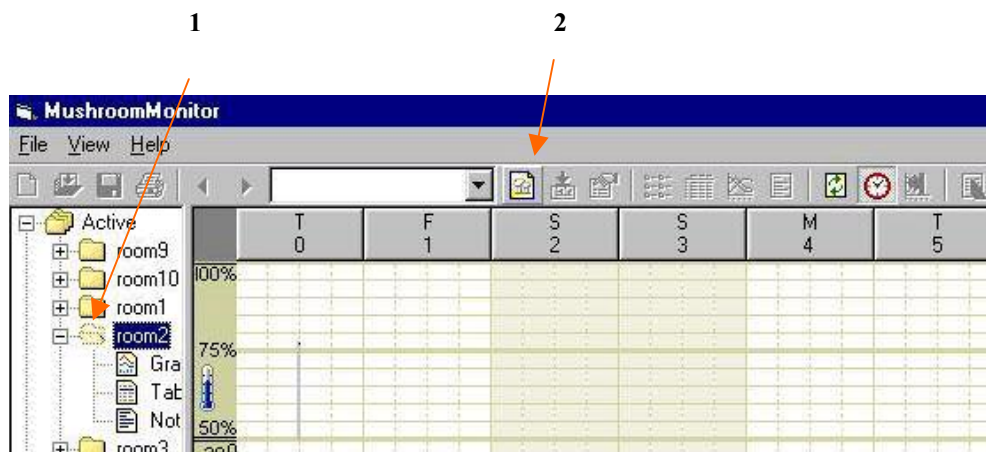 1 2
MushroomMonitor
File View Help
Active
room9
room10
room1
room2
Gra
Tab
Not
room3
T F S S M T
0 1 2 3 4 5
100%
75%
50%